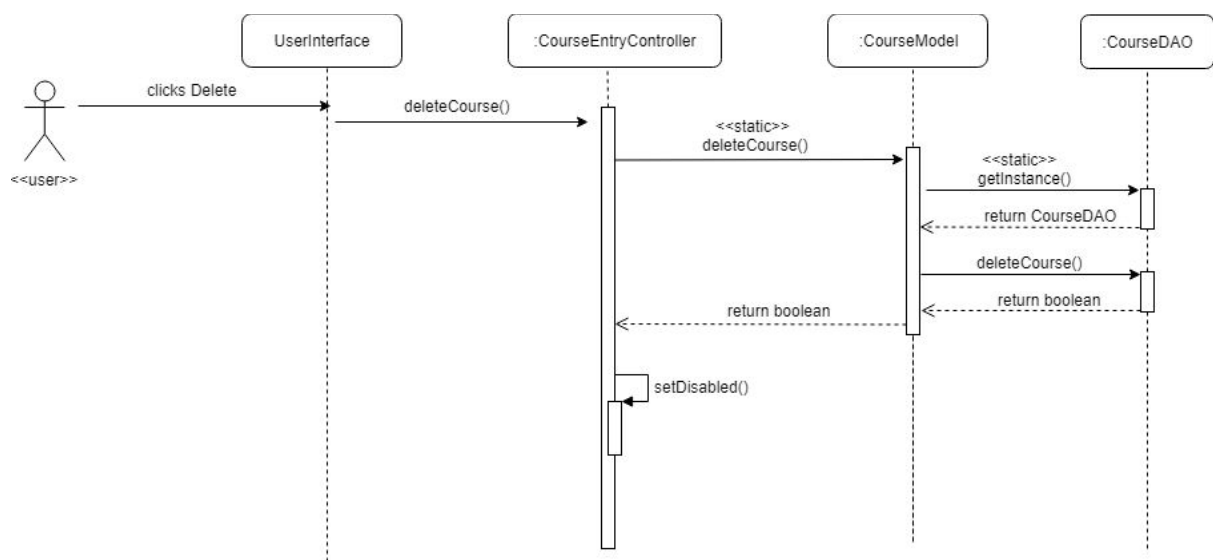 UserInterface
:CourseEntryController
:CourseModel
:CourseDAO
clicks Delete
deleteCourse()
<<static>>
deleteCourse()
<<static>>
getInstance()
<<user>>
return CourseDAO
deleteCourse()
return boolean
return boolean
setDisabled()